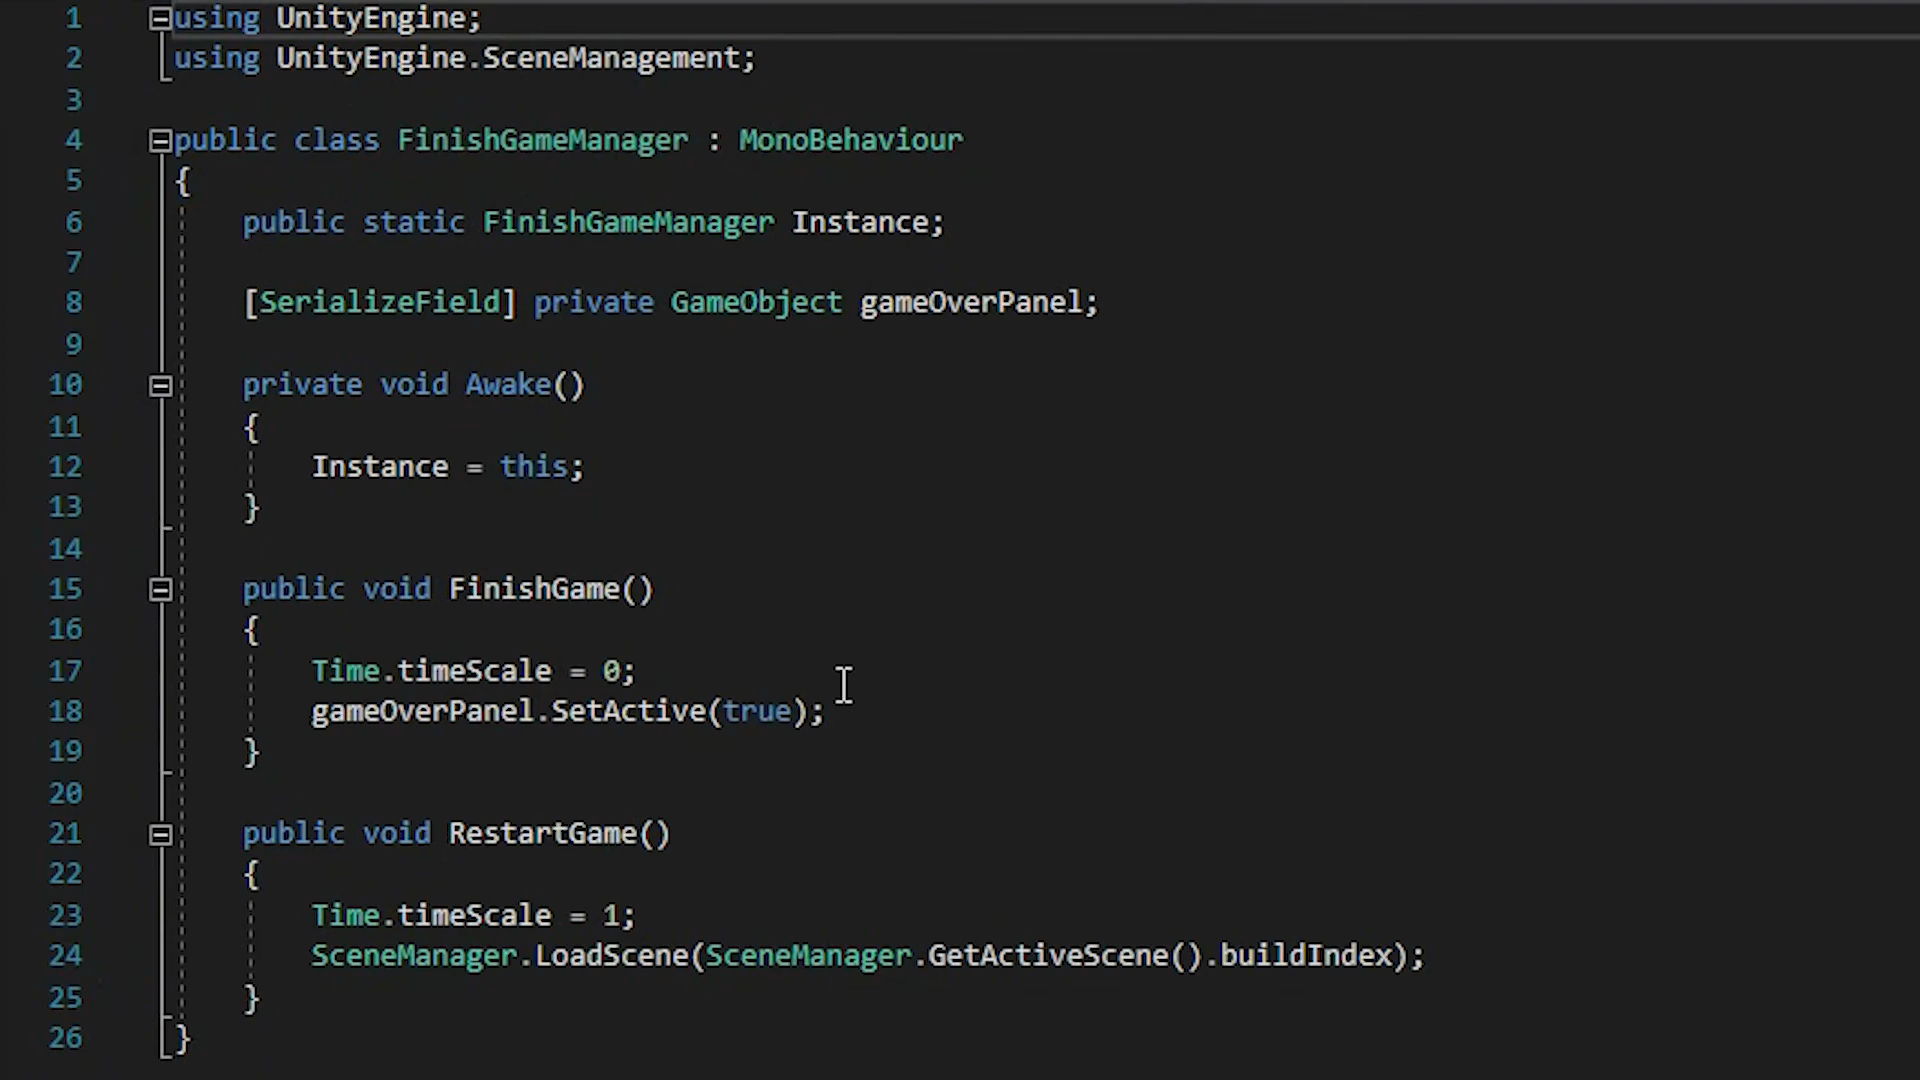 1 using UnityEngine;
2 using UnityEngine.SceneManagement;
3
4 public class FinishGameManager : MonoBehaviour
5 {
6 public static FinishGameManager Instance;
7
8 [SerializeField] private GameObject gameOverPanel;
9
10 private void Awake()
11 {
12 Instance = this;
13 }
14
15 public void FinishGame()
16 {
17 Time.timeScale = 0;
18 gameOverPanel.SetActive(true);
19 }
20
21 public void RestartGame()
22 {
23 Time.timeScale = 1;
24 SceneManager.LoadScene(SceneManager.GetActiveScene().buildIndex);
25 }
26 }